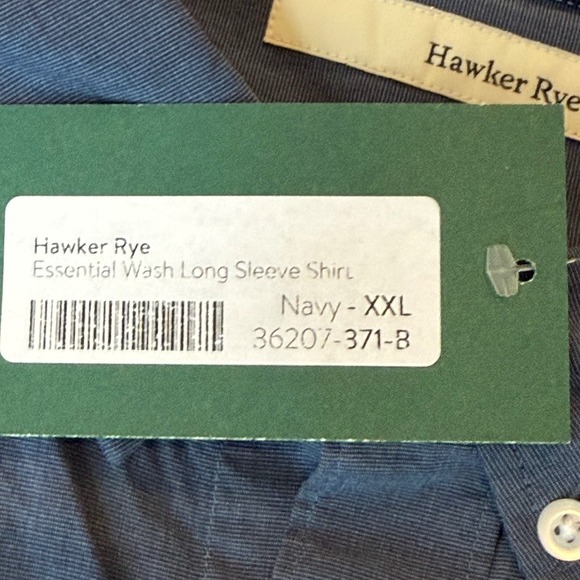 Hawker Rye
Hawker Rye
Essential Wash Long Sleeve Shirt
Navy - XXL
36207-371-B